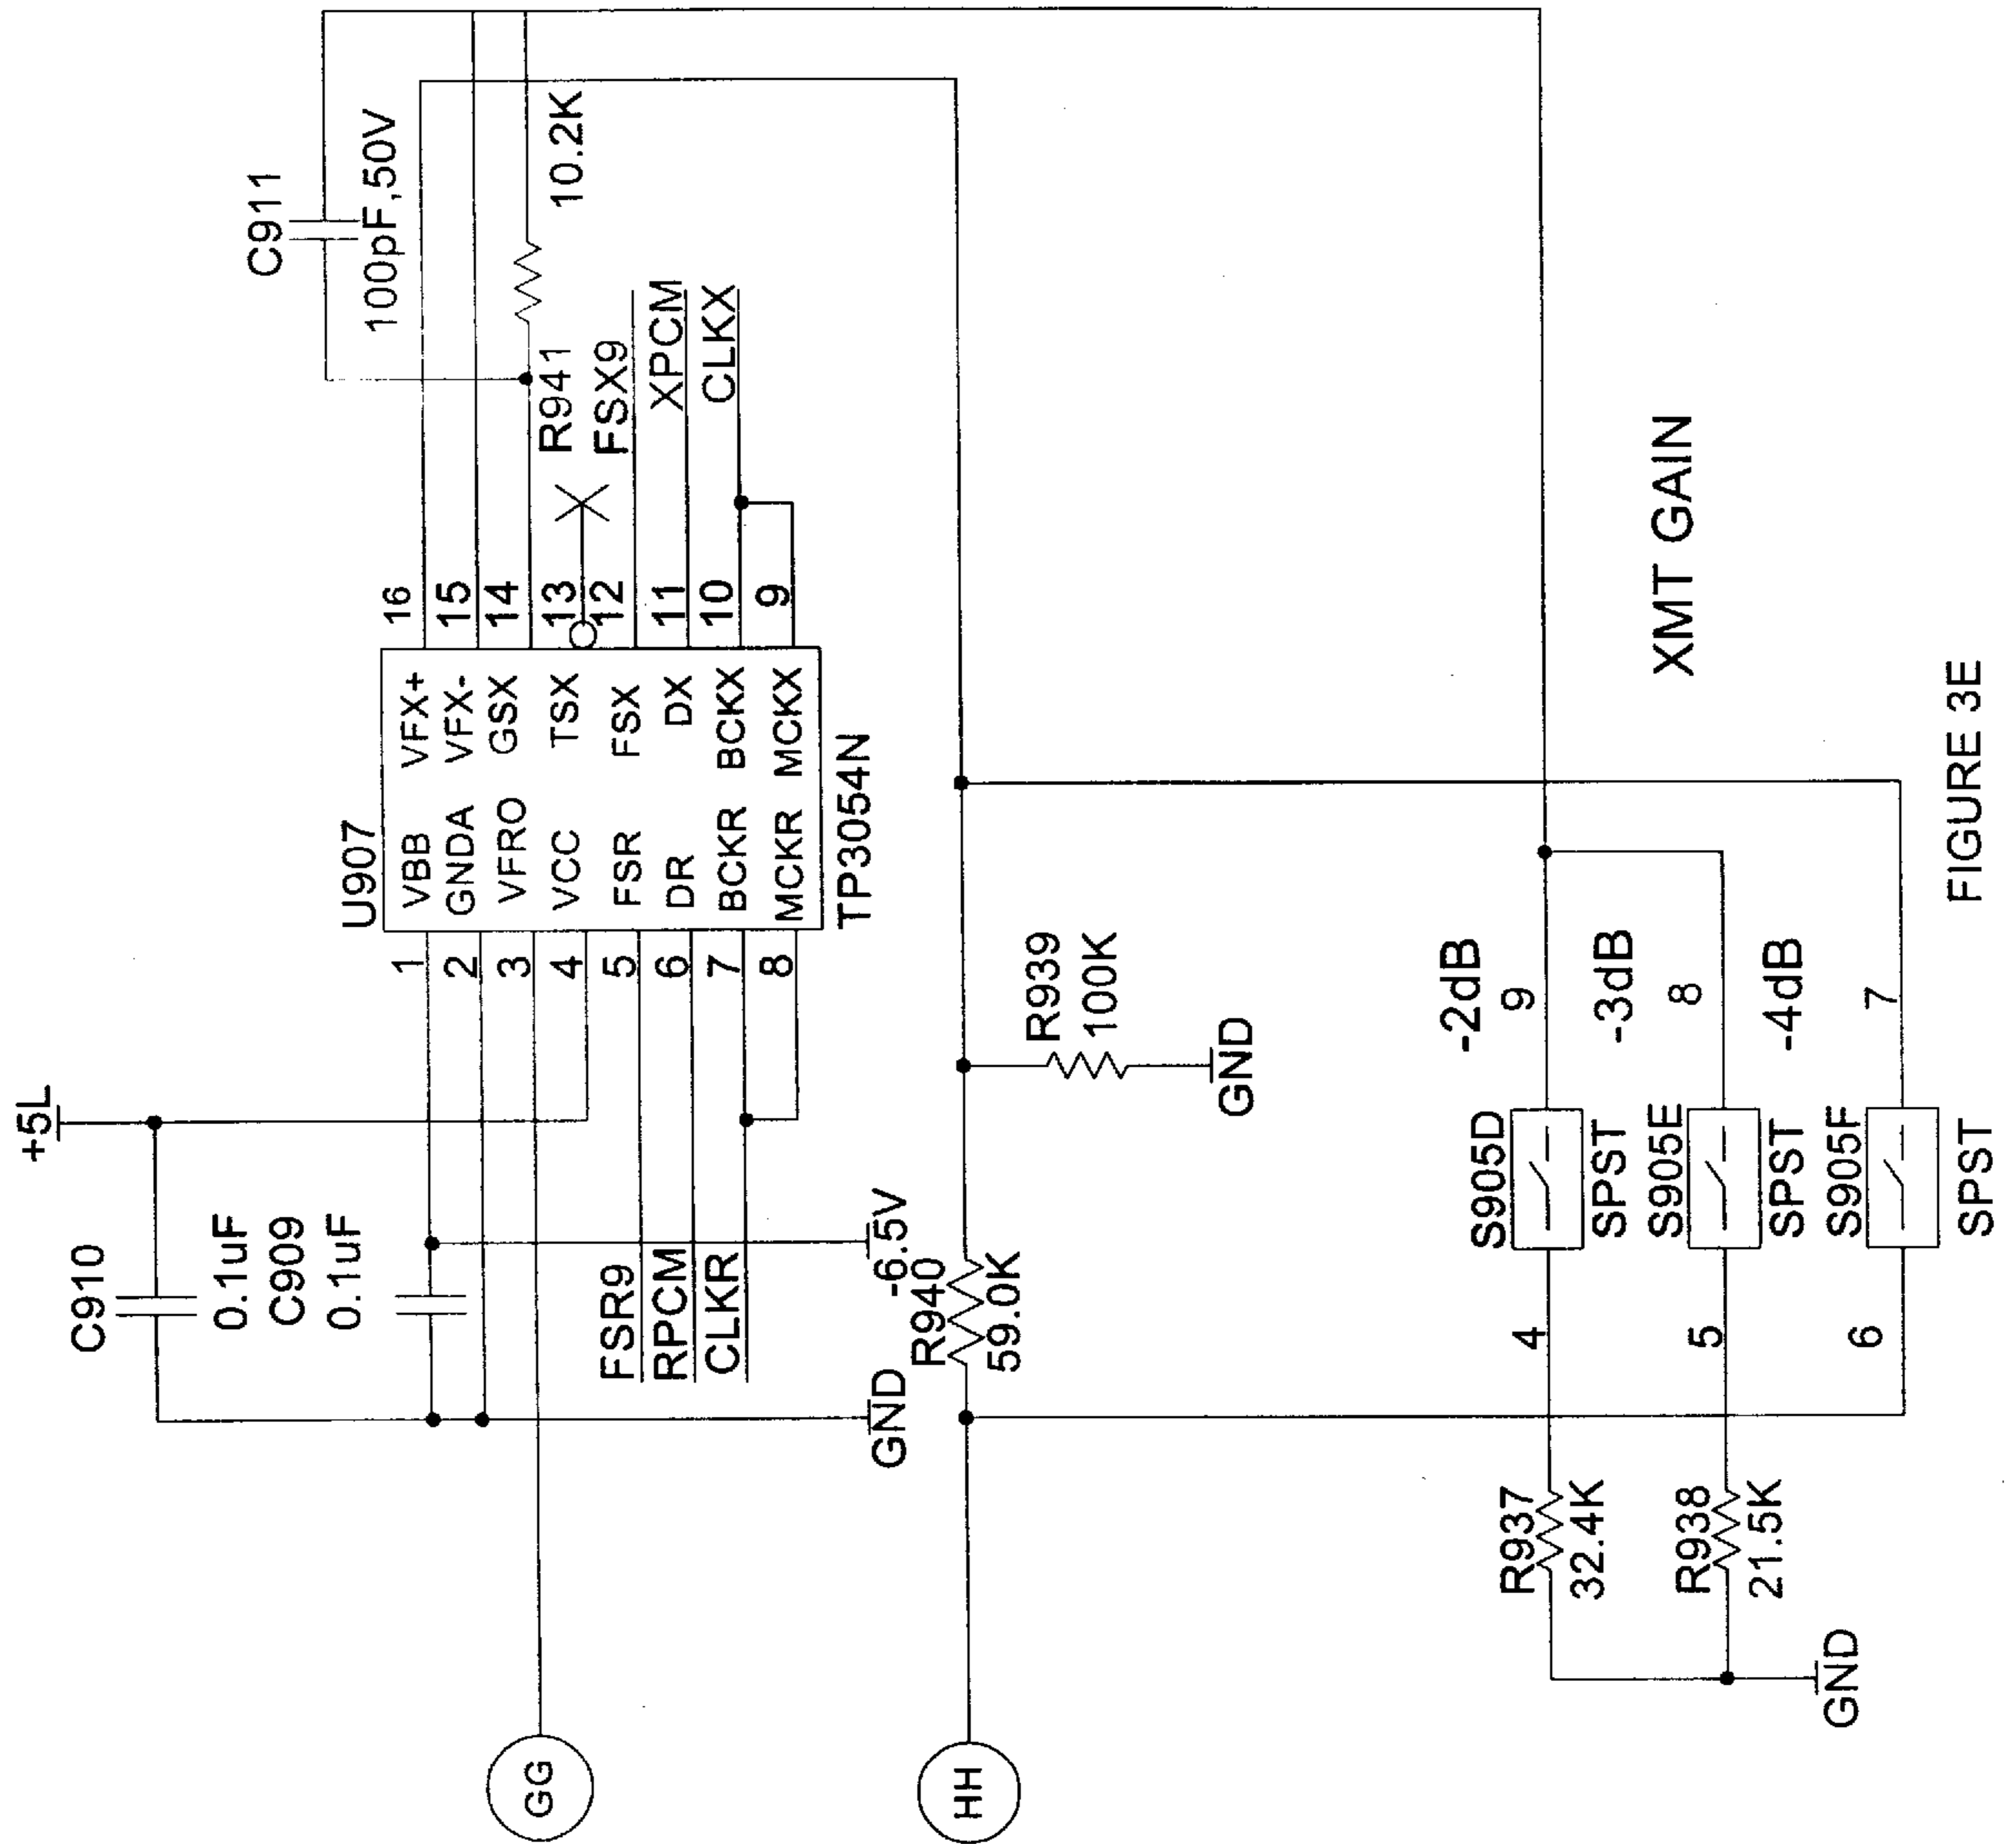 +5L
C910
0.1uF
C909
0.1uF
U907
1 VBB VFX+ 16
2 GNDA VFX- 15
3 VFRO GSX 14
4 VCC TSX 13
5 FSR FSX 12
6 DR DX 11
7 BCKR BCKX 10
8 MCKR MCKX 9
TP3054N
C911
100pF,50V
10.2K
R941
FSX9
XPCM
CLKX
FSR9
RPCM
CLKR
GG
GND
-6.5V
R940
59.0K
HH
R939
100K
GND
R937
32.4K
4
S905D
SPST
9
-2dB
R938
21.5K
5
S905E
SPST
8
-3dB
6
S905F
SPST
7
-4dB
GND
XMT GAIN
FIGURE 3E